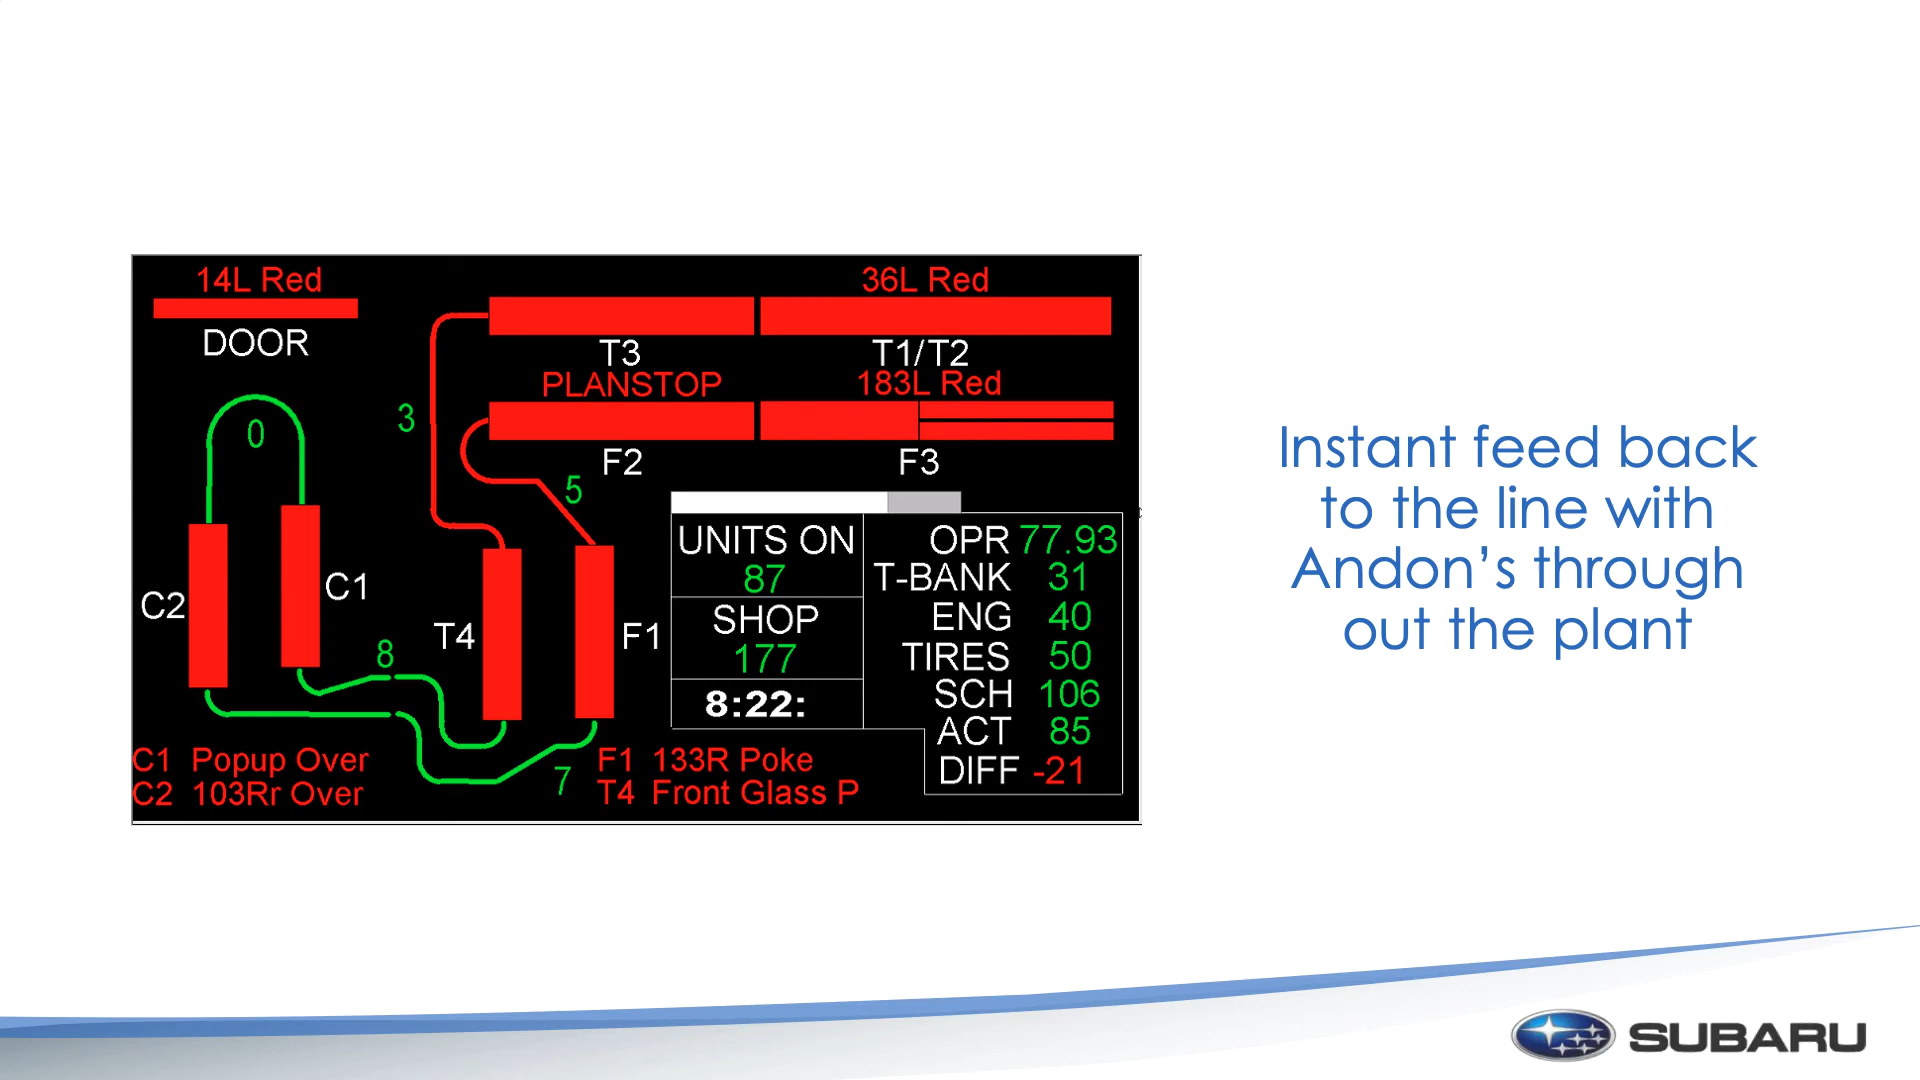 14L Red
DOOR
36L Red
T3
T1/T2
PLANSTOP
183L Red
F2
F3
0
3
5
C2
C1
T4
F1
8
7
UNITS ON
87
SHOP
177
8:22:
OPR 77.93
T-BANK 31
ENG 40
TIRES 50
SCH 106
ACT 85
DIFF -21
C1 Popup Over
C2 103Rr Over
F1 133R Poke
T4 Front Glass P
Instant feed back
to the line with
Andon’s through
out the plant
SUBARU